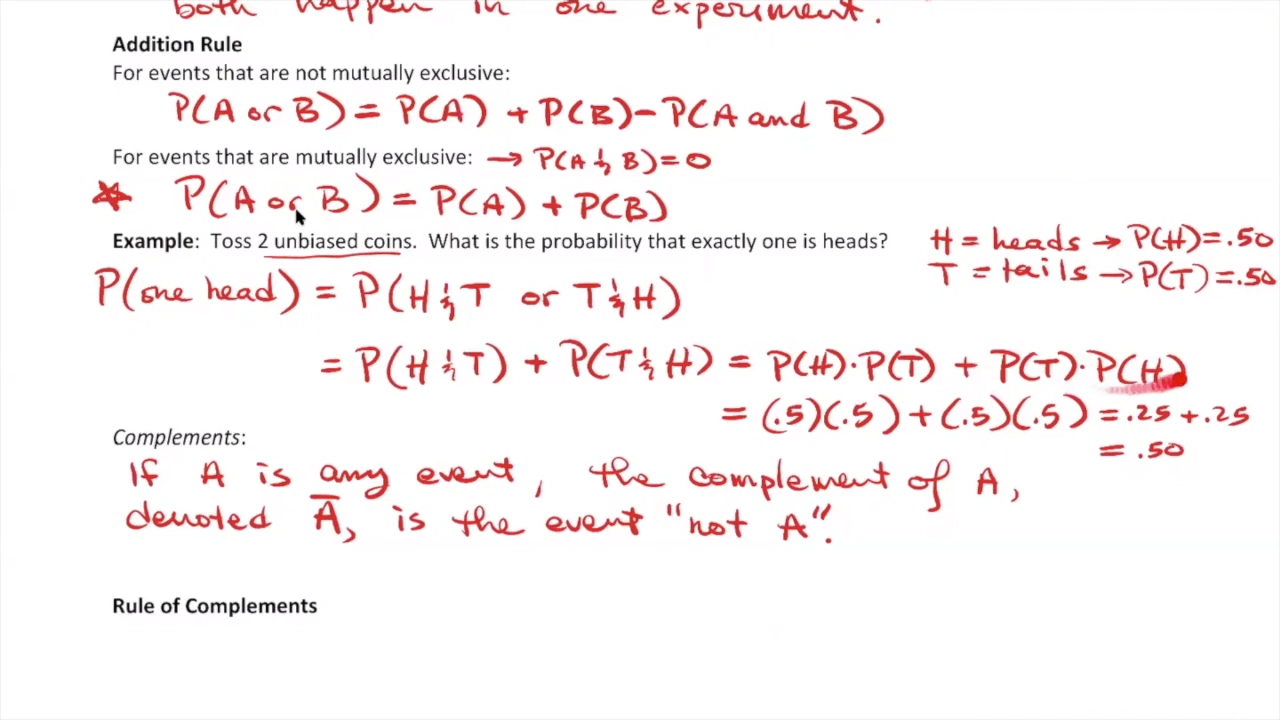 both happen in one experiment.
Addition Rule
For events that are not mutually exclusive:
P(A or B) = P(A) + P(B) - P(A and B)
For events that are mutually exclusive: → P(A & B) = 0
P(A or B) = P(A) + P(B)
Example: Toss 2 unbiased coins. What is the probability that exactly one is heads?
H = heads → P(H) = .50
T = tails → P(T) = .50
P(one head) = P(H & T or T & H)
= P(H & T) + P(T & H) = P(H)·P(T) + P(T)·P(H)
= (.5)(.5) + (.5)(.5) = .25 + .25
= .50
Complements:
If A is any event, the complement of A,
denoted A̅, is the event "not A".
Rule of Complements